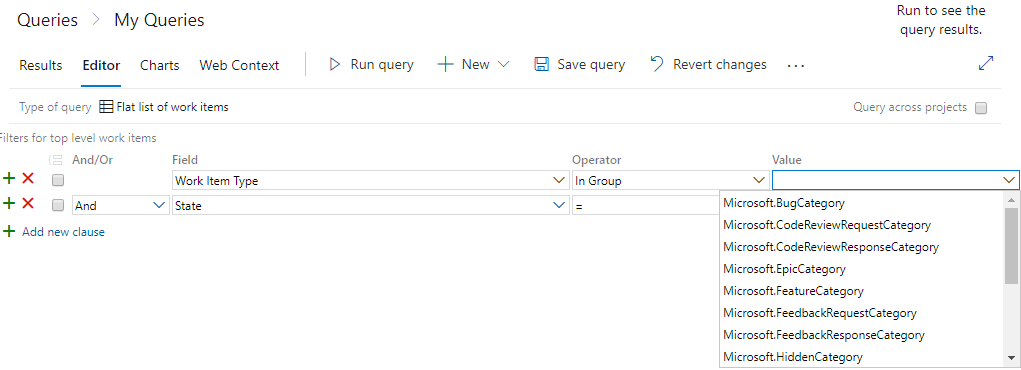 Queries > My Queries
Run to see the
query results.
Results Editor Charts Web Context Run query New Save query Revert changes ...
Type of query Flat list of work items Query across projects
Filters for top level work items
And/Or Field Operator Value
Work Item Type In Group
And State =
Add new clause
Microsoft.BugCategory
Microsoft.CodeReviewRequestCategory
Microsoft.CodeReviewResponseCategory
Microsoft.EpicCategory
Microsoft.FeatureCategory
Microsoft.FeedbackRequestCategory
Microsoft.FeedbackResponseCategory
Microsoft.HiddenCategory